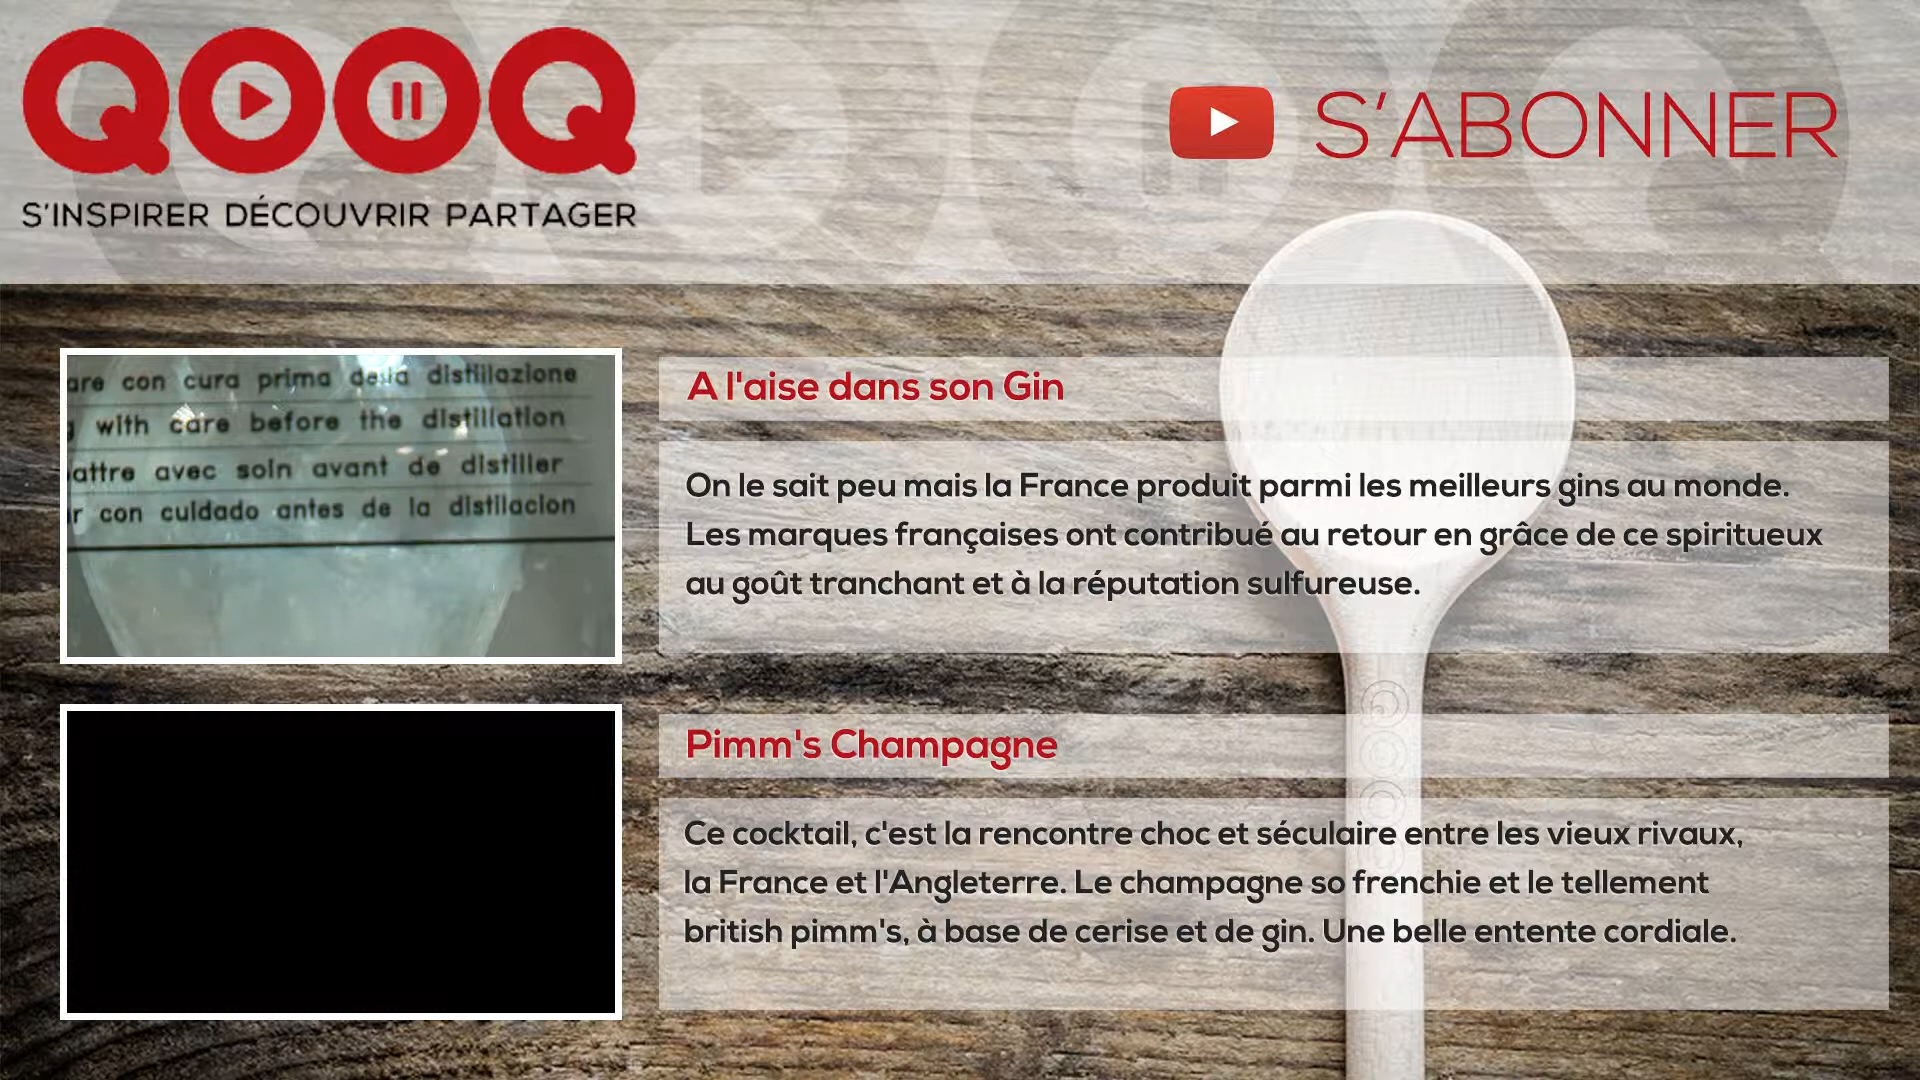 QOOQ
S'INSPIRER DÉCOUVRIR PARTAGER
S'ABONNER
are con cura prima della distillazione
with care before the distillation
attre avec soin avant de distiller
r con cuidado antes de la distilacion
A l'aise dans son Gin
On le sait peu mais la France produit parmi les meilleurs gins au monde.
Les marques françaises ont contribué au retour en grâce de ce spiritueux
au goût tranchant et à la réputation sulfureuse.
Pimm's Champagne
Ce cocktail, c'est la rencontre choc et séculaire entre les vieux rivaux,
la France et l'Angleterre. Le champagne so frenchie et le tellement
british pimm's, à base de cerise et de gin. Une belle entente cordiale.